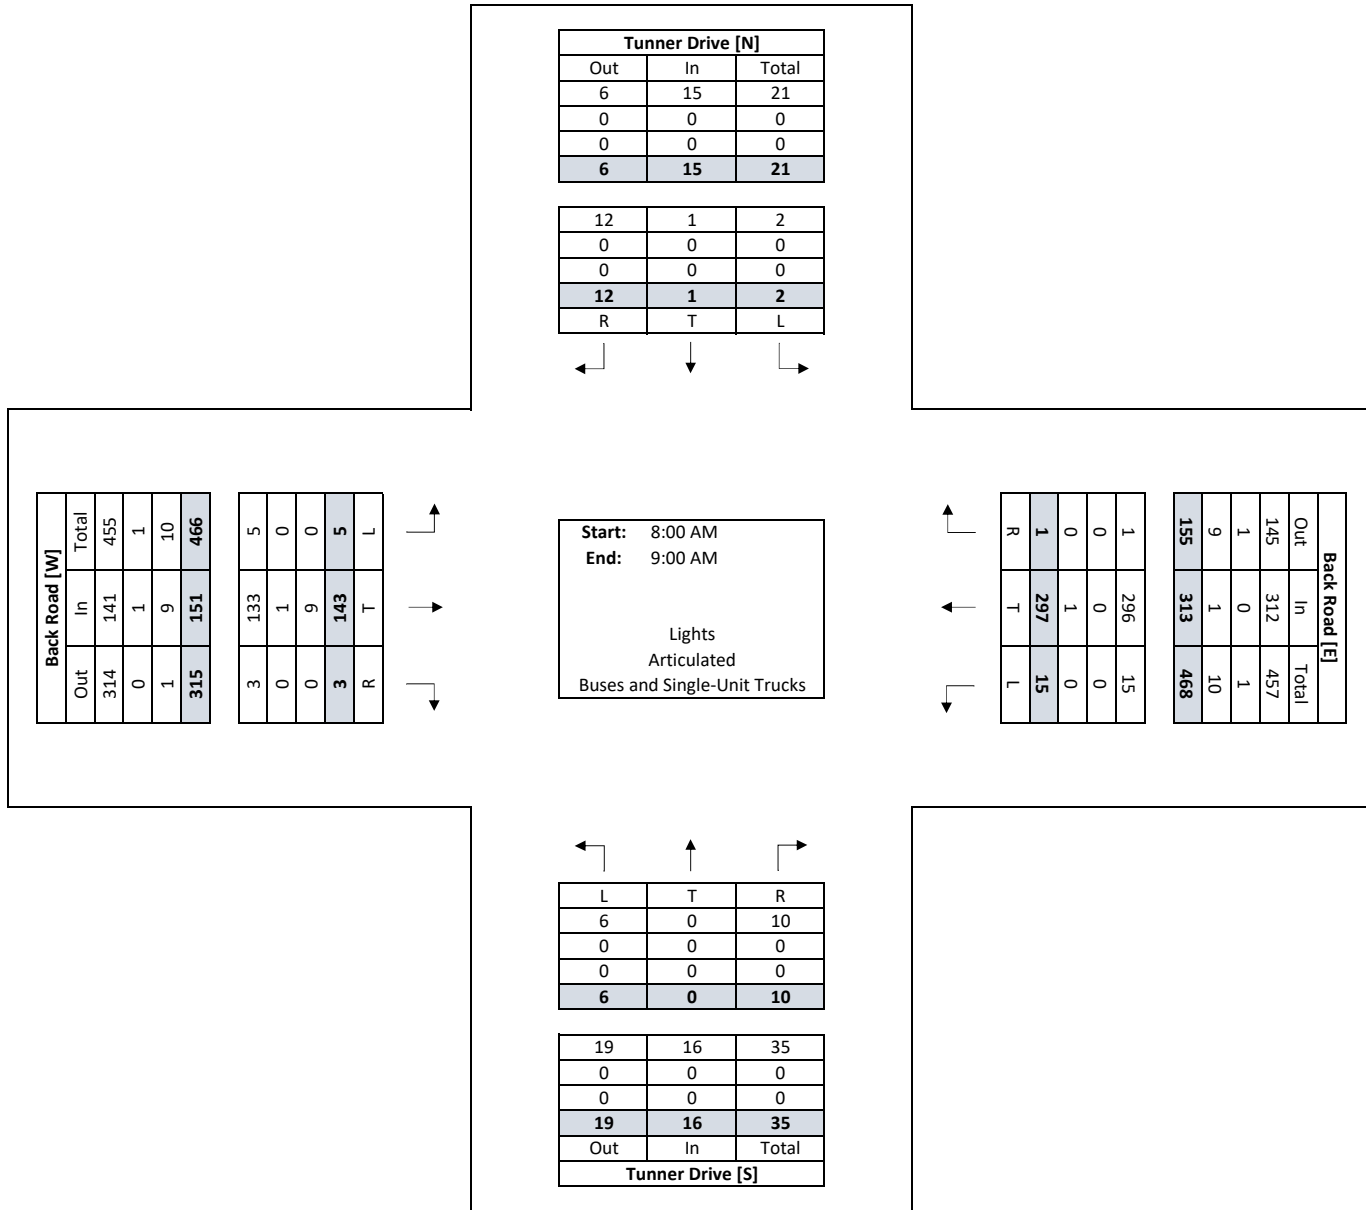 Tunner Drive [N]
Out In Total
6 15 21
0 0 0
0 0 0
6 15 21
12 1 2
0 0 0
0 0 0
12 1 2
R T L
Back Road [W]
Total In Out
455 141 314
1 1 0
10 9 1
466 151 315
5 133 3
0 1 0
0 9 0
5 143 3
L T R
Start: 8:00 AM
End: 9:00 AM
Lights
Articulated
Buses and Single-Unit Trucks
R T L
1 297 15
0 1 0
0 0 0
1 296 15
155 313 468
9 1 10
1 0 1
145 312 457
Out In Total
Back Road [E]
L T R
6 0 10
0 0 0
0 0 0
6 0 10
19 16 35
0 0 0
0 0 0
19 16 35
Out In Total
Tunner Drive [S]